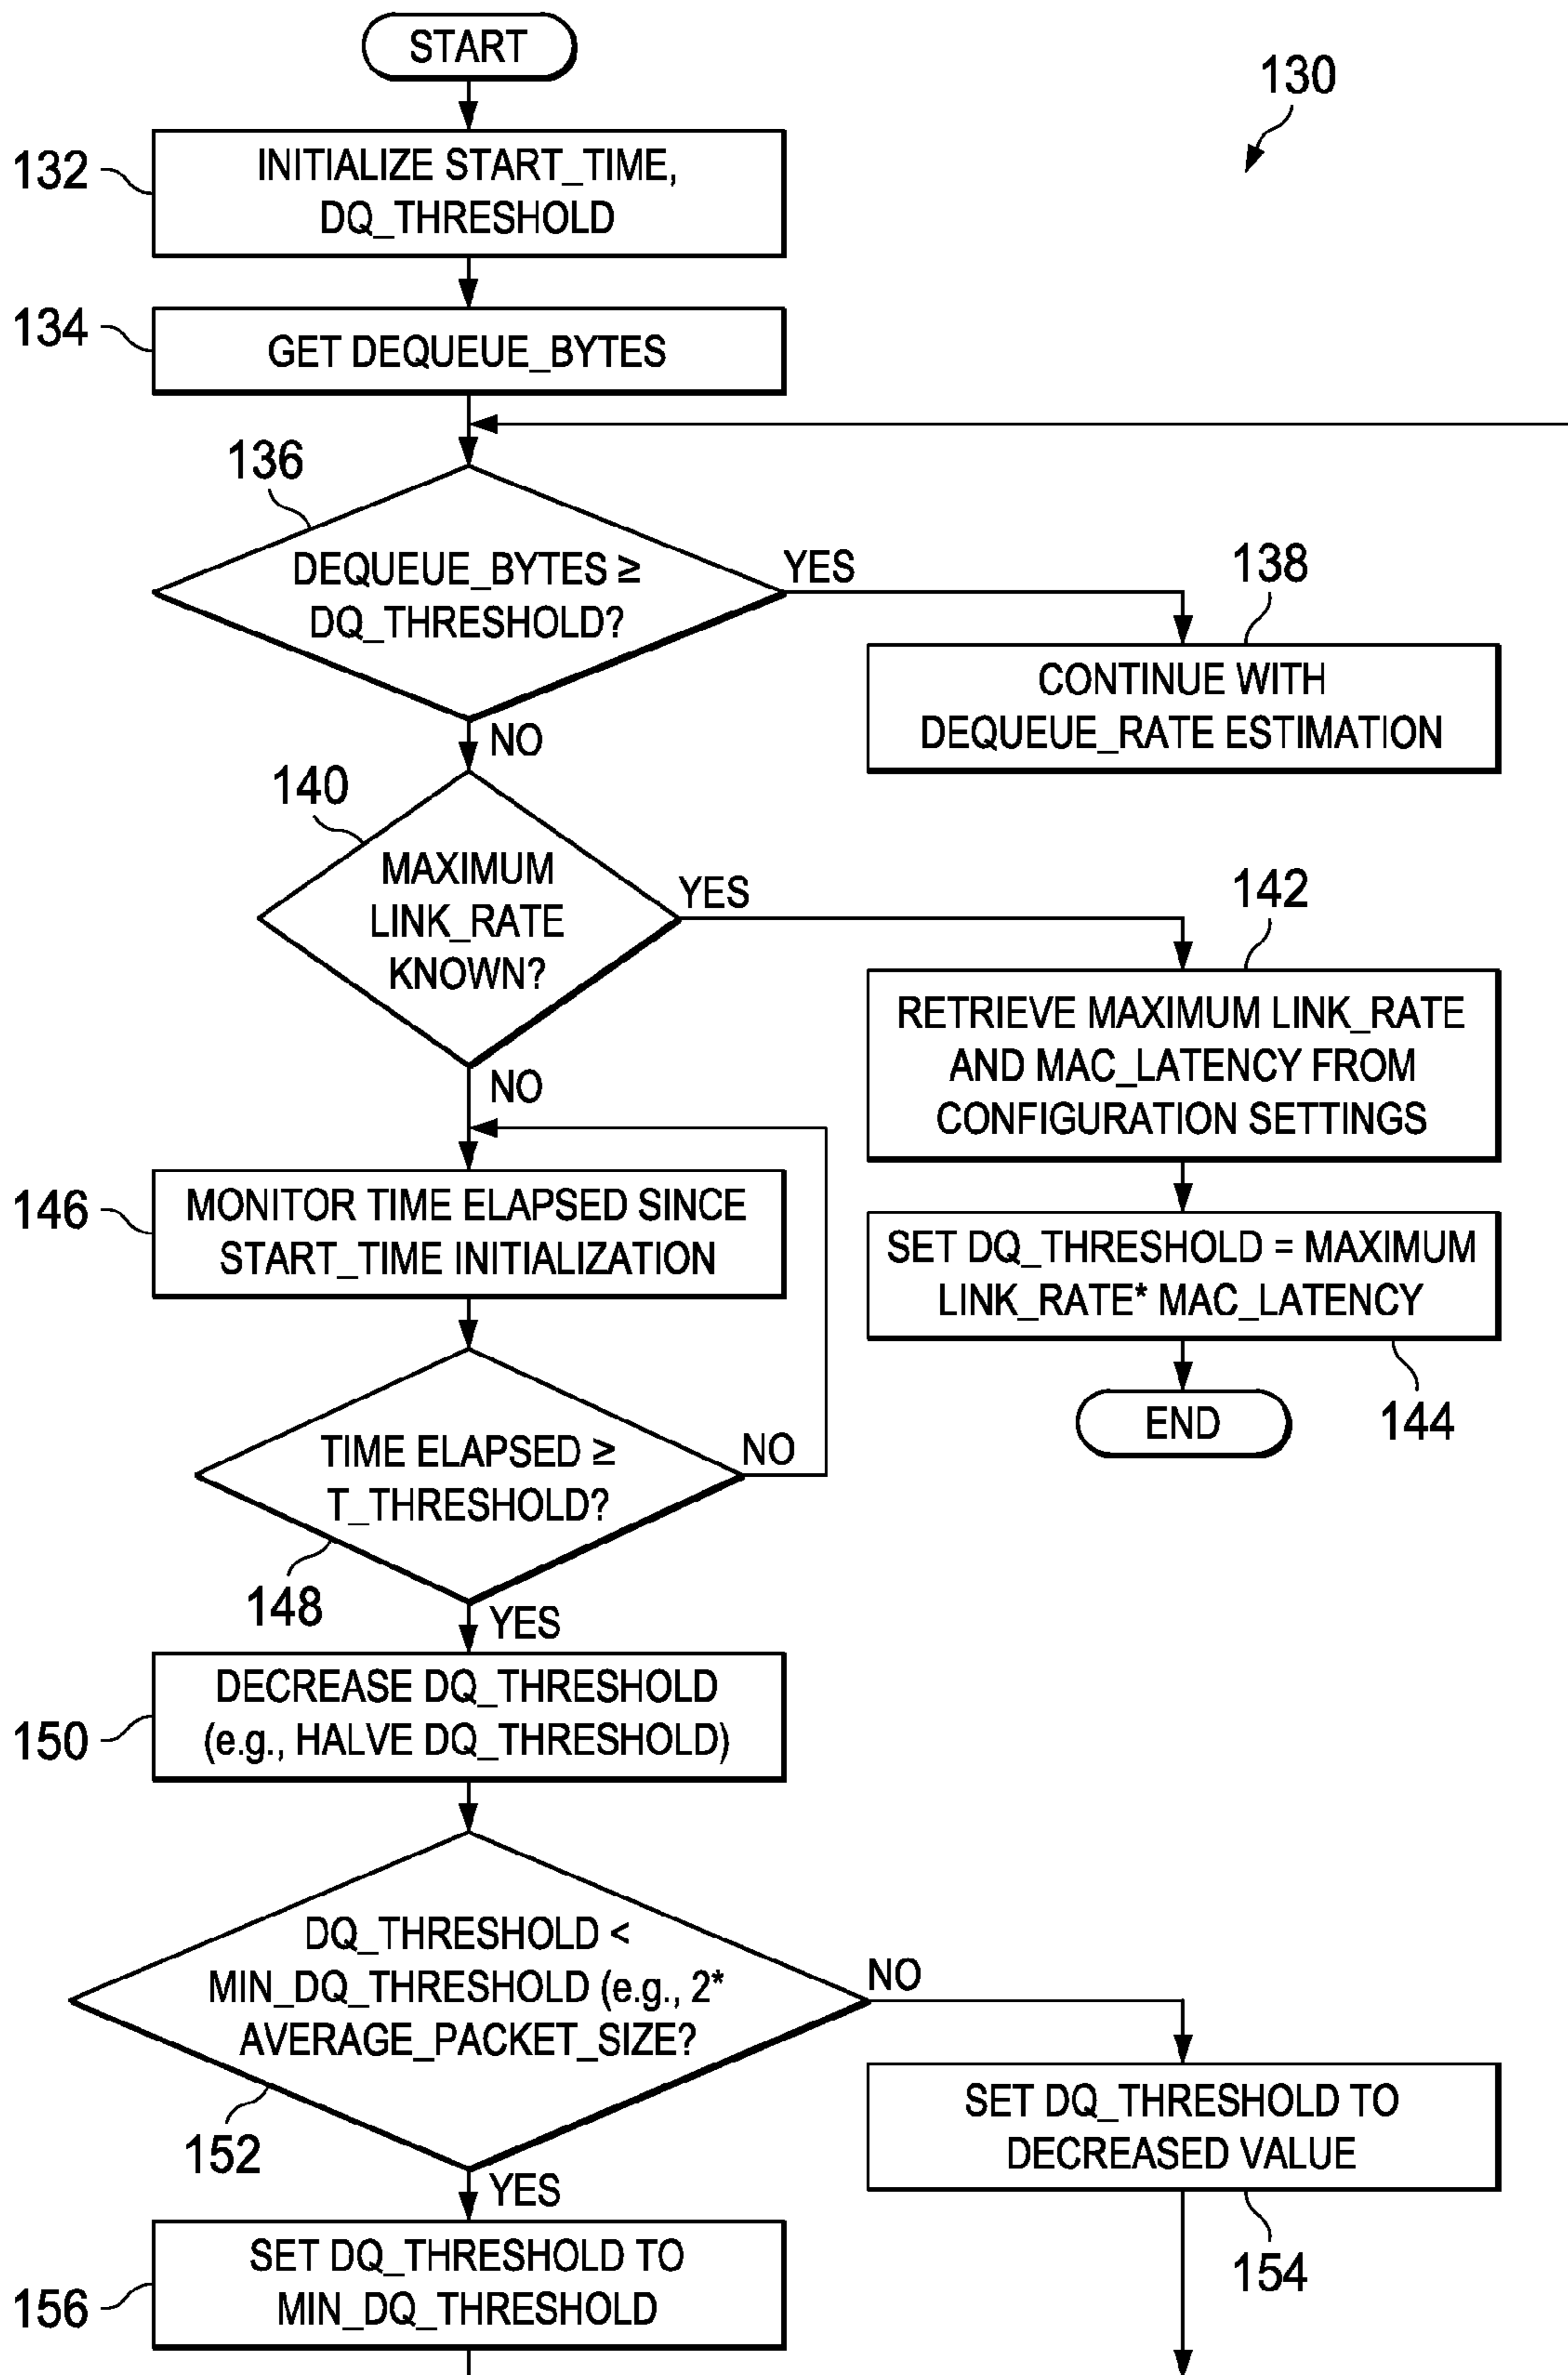 START
130
132
INITIALIZE START_TIME,
DQ_THRESHOLD
134
GET DEQUEUE_BYTES
136
DEQUEUE_BYTES ≥
DQ_THRESHOLD?
YES
138
CONTINUE WITH
DEQUEUE_RATE ESTIMATION
NO
140
MAXIMUM
LINK_RATE
KNOWN?
YES
142
RETRIEVE MAXIMUM LINK_RATE
AND MAC_LATENCY FROM
CONFIGURATION SETTINGS
NO
146
MONITOR TIME ELAPSED SINCE
START_TIME INITIALIZATION
SET DQ_THRESHOLD = MAXIMUM
LINK_RATE* MAC_LATENCY
144
END
TIME ELAPSED ≥
T_THRESHOLD?
NO
148
YES
150
DECREASE DQ_THRESHOLD
(e.g., HALVE DQ_THRESHOLD)
DQ_THRESHOLD <
MIN_DQ_THRESHOLD (e.g., 2*
AVERAGE_PACKET_SIZE?
NO
152
SET DQ_THRESHOLD TO
DECREASED VALUE
154
YES
156
SET DQ_THRESHOLD TO
MIN_DQ_THRESHOLD